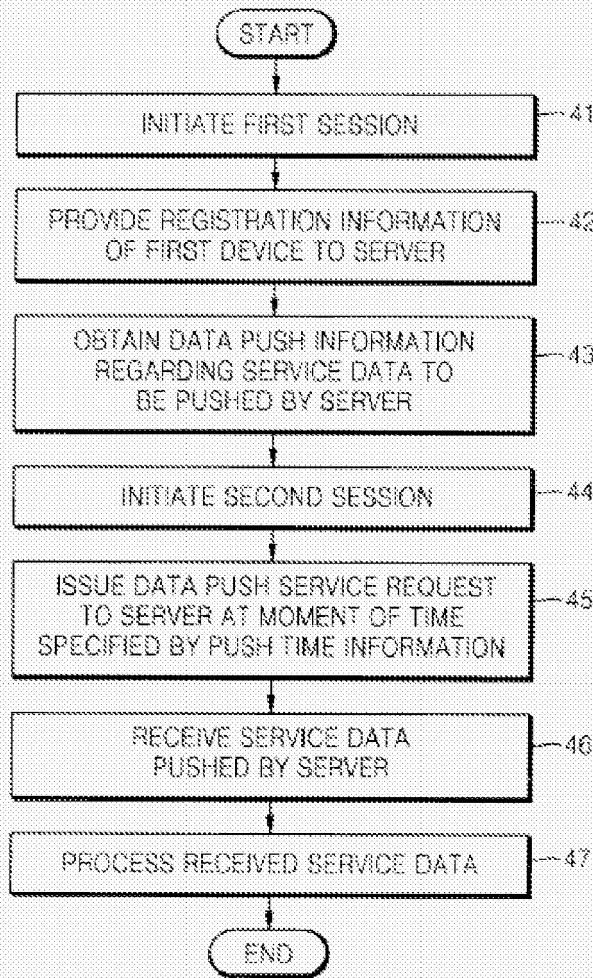 START
INITIATE FIRST SESSION
41
PROVIDE REGISTRATION INFORMATION
OF FIRST DEVICE TO SERVER
42
OBTAIN DATA PUSH INFORMATION
REGARDING SERVICE DATA TO
BE PUSHED BY SERVER
43
INITIATE SECOND SESSION
44
ISSUE DATA PUSH SERVICE REQUEST
TO SERVER AT MOMENT OF TIME
SPECIFIED BY PUSH TIME INFORMATION
45
RECEIVE SERVICE DATA
PUSHED BY SERVER
46
PROCESS RECEIVED SERVICE DATA
47
END